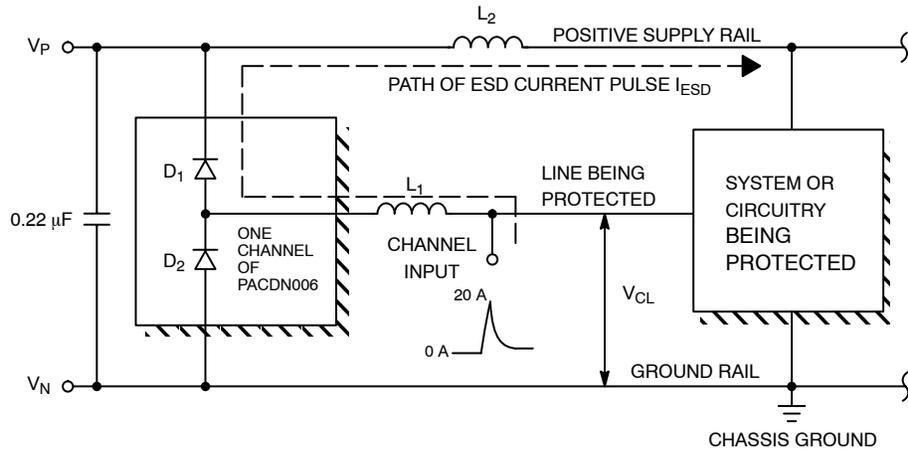 L2
VP
POSITIVE SUPPLY RAIL
PATH OF ESD CURRENT PULSE IESD
D1
L1
LINE BEING
PROTECTED
SYSTEM OR
CIRCUITRY
BEING
PROTECTED
0.22 µF
ONE
CHANNEL
OF
PACDN006
D2
CHANNEL
INPUT
20 A
VCL
0 A
VN
GROUND RAIL
CHASSIS GROUND